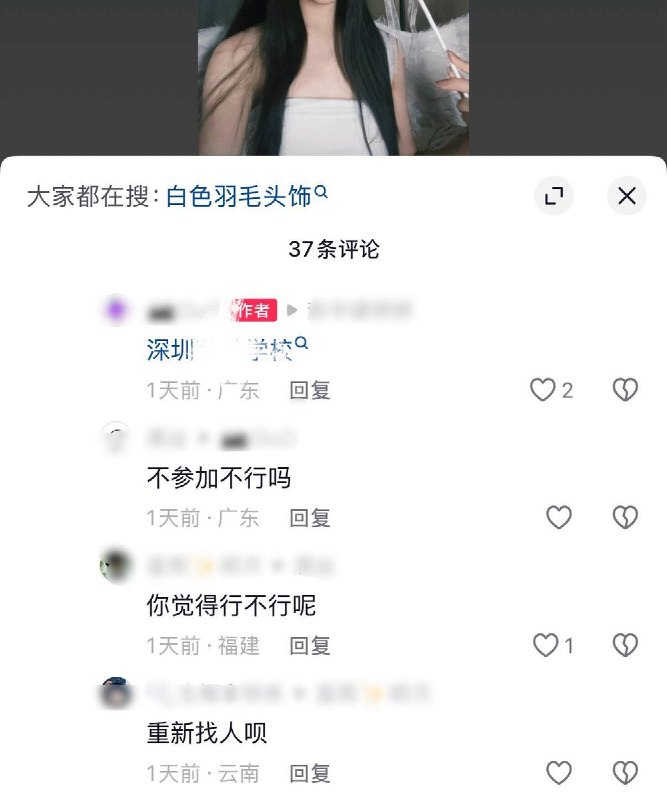 大家都在搜：白色羽毛头饰
37条评论
作者
深圳 学校
1天前·广东 回复 2
不参加不行吗
1天前·广东 回复
你觉得行不行呢
1天前·福建 回复 1
重新找人呗
1天前·云南 回复